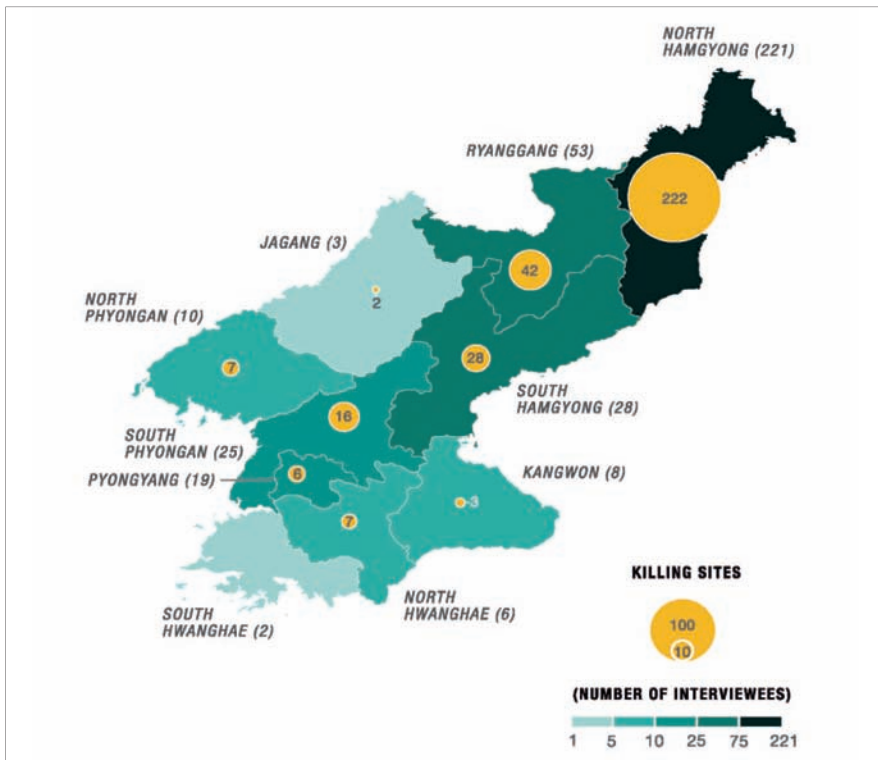 NORTH
HAMGYONG (221)
RYANGGANG (53)
222
JAGANG (3)
42
2
NORTH
PHYONGAN (10)
7
28
SOUTH
HAMGYONG (28)
16
SOUTH
PHYONGAN (25)
KANGWON (8)
PYONGYANG (19)
6
3
7
KILLING SITES
NORTH
HWANGHAE (6)
SOUTH
HWANGHAE (2)
100
10
(NUMBER OF INTERVIEWEES)
1 5 10 25 75 221